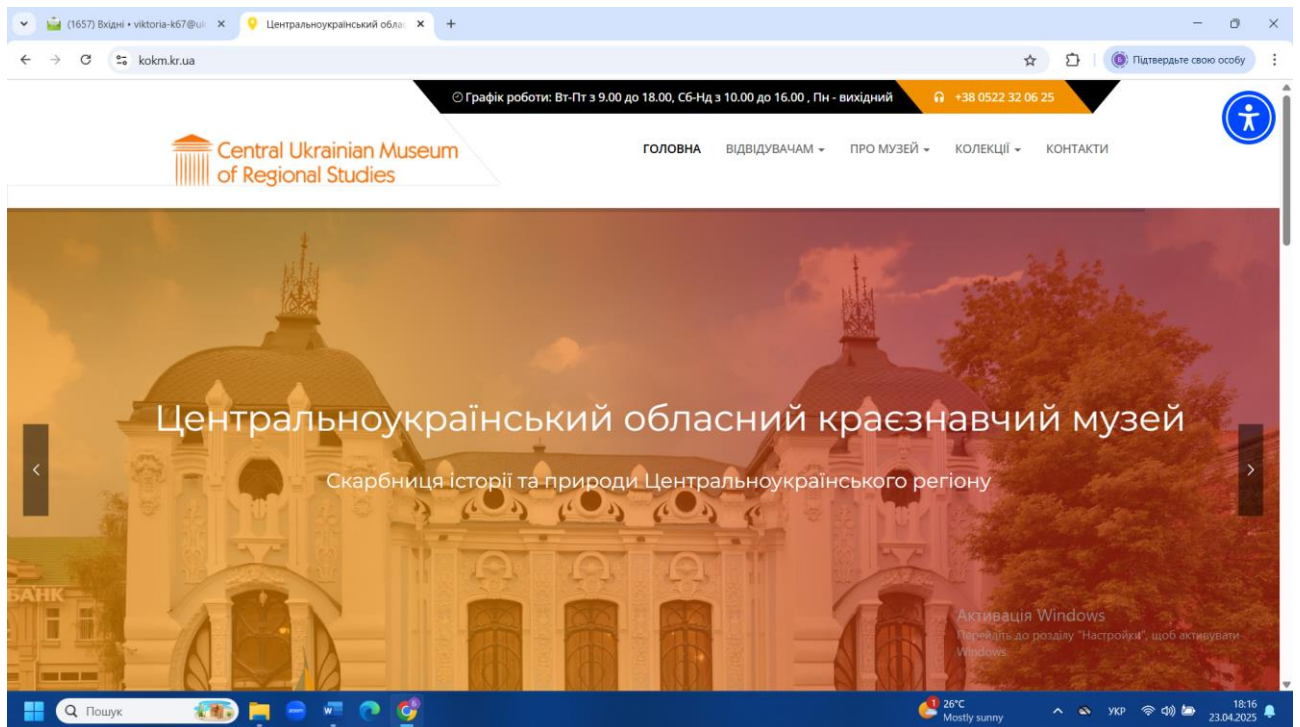 (1657) Вхідні • viktoria-k67@uk
Центральноукраїнський облас
kokm.kr.ua
Підтвердьте свою особу
Графік роботи: Вт-Пт з 9.00 до 18.00, Сб-Нд з 10.00 до 16.00 , Пн - вихідний
+38 0522 32 06 25
Central Ukrainian Museum
of Regional Studies
ГОЛОВНА ВІДВІДУВАЧАМ ПРО МУЗЕЙ КОЛЕКЦІЇ КОНТАКТИ
Центральноукраїнський обласний краєзнавчий музей
Скарбниця історії та природи Центральноукраїнського регіону
БАНК
Активація Windows
Перейдіть до розділу "Настройки", щоб активувати
Windows.
Пошук
26°C
Mostly sunny
УКР
18:16
23.04.2025